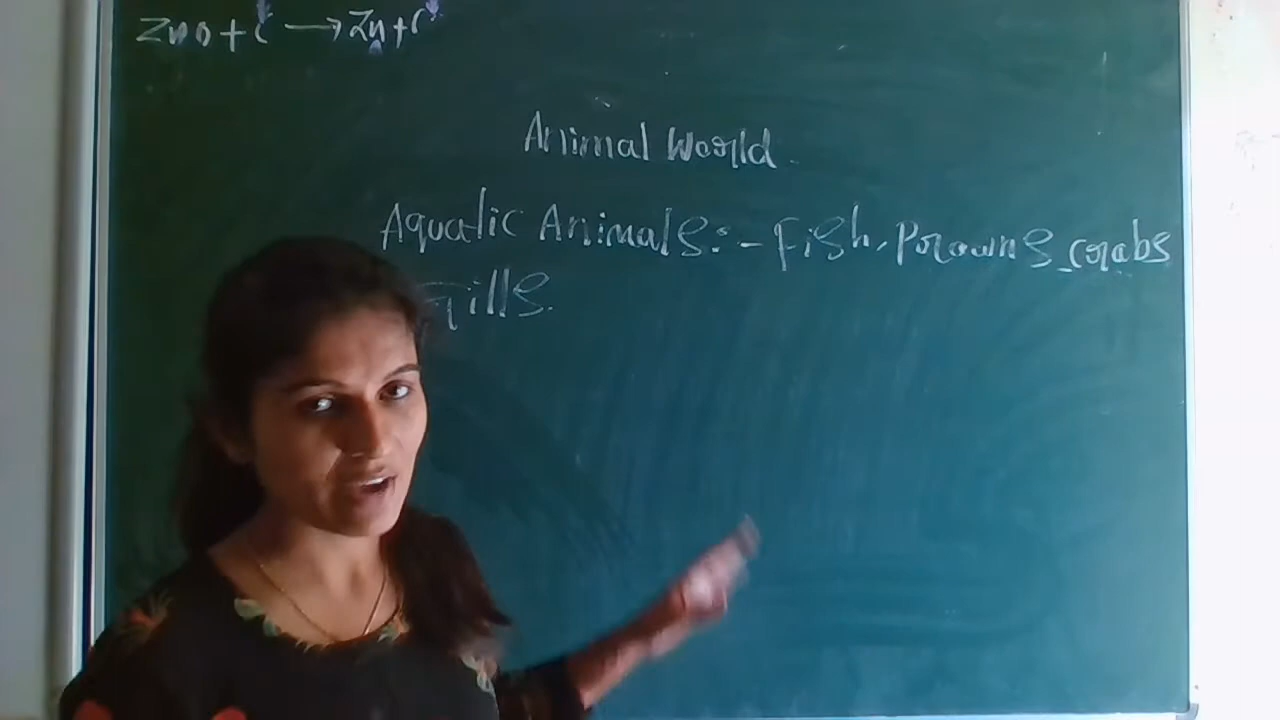 ZnO + C → Zn + C
Animal World
Aquatic Animals :- Fish, Prawns, crabs
gills.